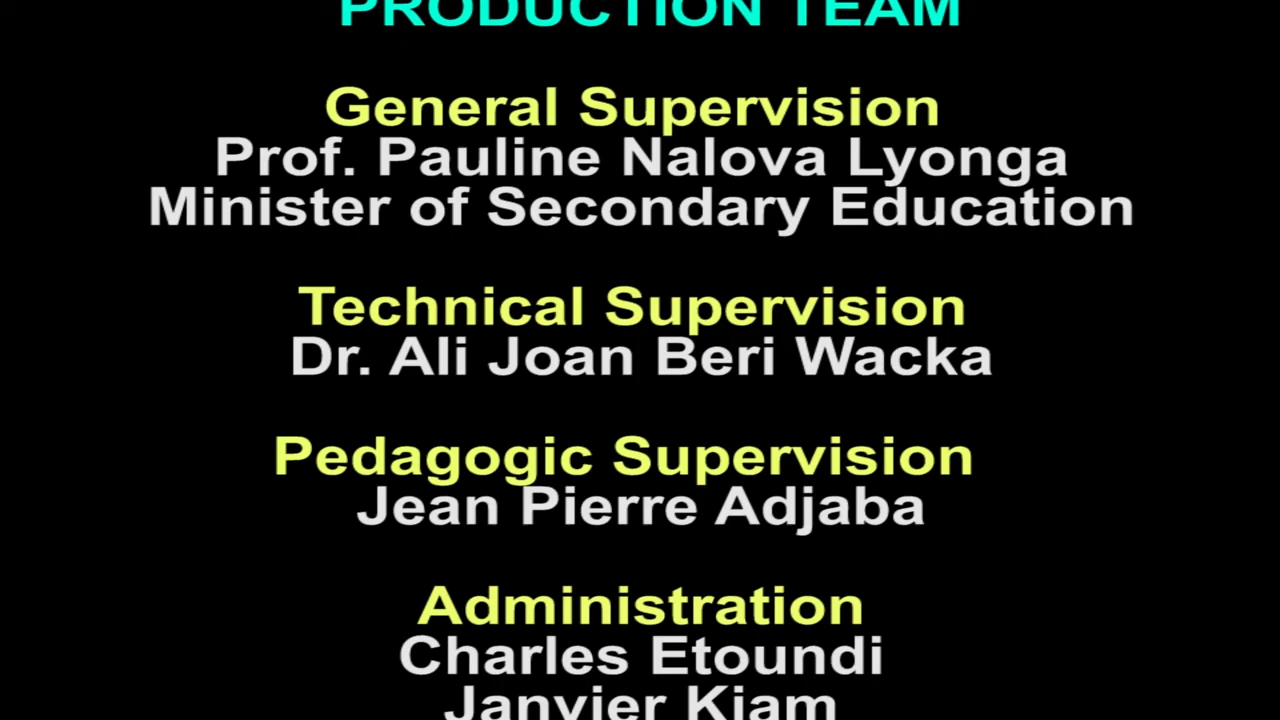 PRODUCTION TEAM
General Supervision
Prof. Pauline Nalova Lyonga
Minister of Secondary Education
Technical Supervision
Dr. Ali Joan Beri Wacka
Pedagogic Supervision
Jean Pierre Adjaba
Administration
Charles Etoundi
Janvier Kiam